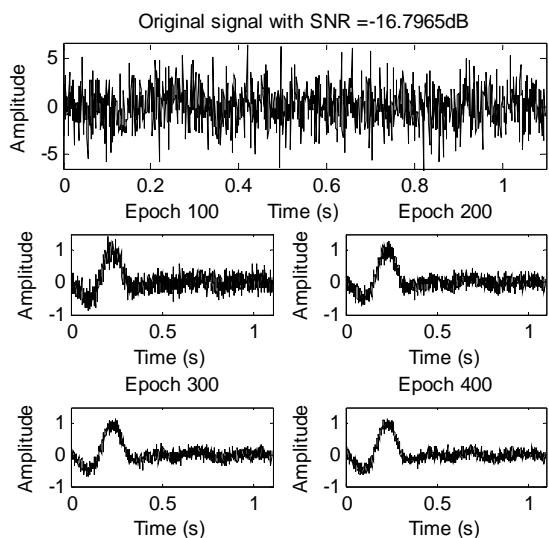 Original signal with SNR =-16.7965dB
Amplitude
5
0
-5
0 0.2 0.4 0.6 0.8 1
Time (s)
Epoch 100
Amplitude
1
0
-1
0 0.5 1
Time (s)
Epoch 200
Amplitude
1
0
-1
0 0.5 1
Time (s)
Epoch 300
Amplitude
1
0
-1
0 0.5 1
Time (s)
Epoch 400
Amplitude
1
0
-1
0 0.5 1
Time (s)